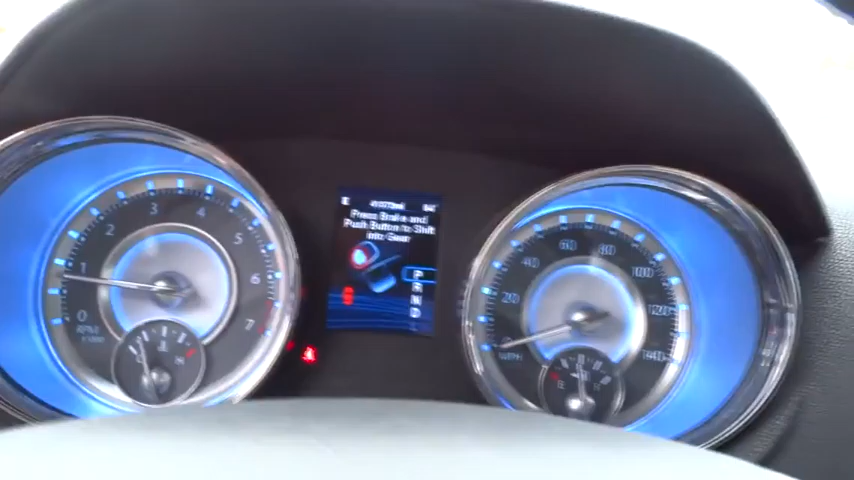 E
Press Brake and
Push Button to Shift
into Gear
P
R
N
D
0
1
2
3
4
5
6
7
RPM
C
H
MPH
20
40
60
80
100
120
140
E
F